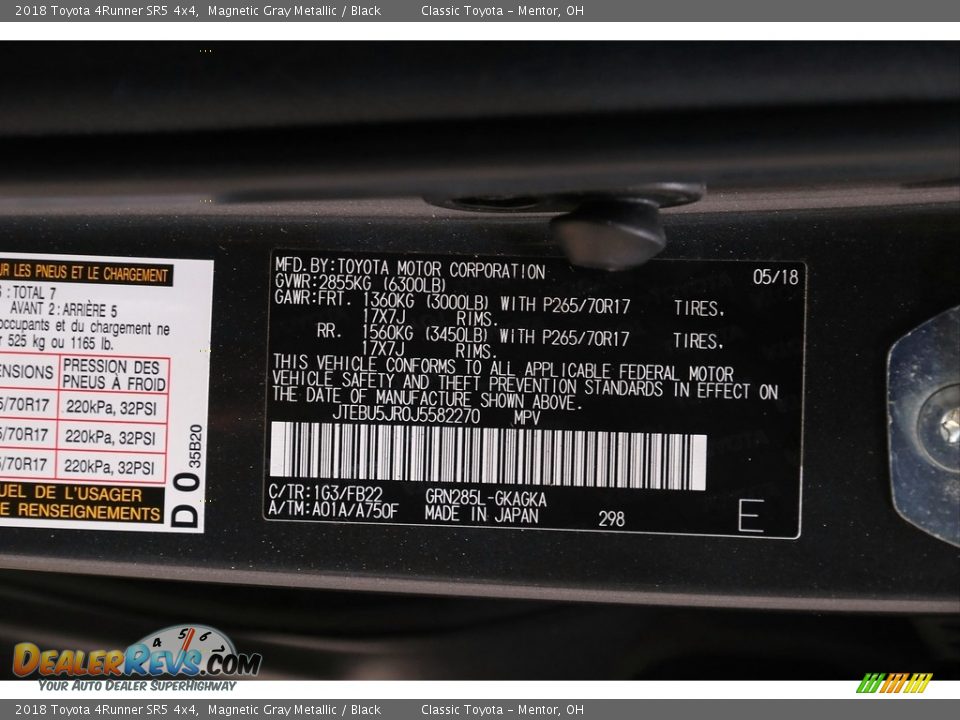 2018 Toyota 4Runner SR5 4x4, Magnetic Gray Metallic / Black Classic Toyota - Mentor, OH
UR LES PNEUS ET LE CHARGEMENT
: TOTAL 7
AVANT 2 : ARRIÈRE 5
occupants et du chargement ne
525 kg ou 1165 lb.
ENSIONS PRESSION DES PNEUS À FROID
5/70R17 220kPa, 32PSI
5/70R17 220kPa, 32PSI
5/70R17 220kPa, 32PSI
UEL DE L'USAGER
E RENSEIGNEMENTS
D 0 35B20
MFD. BY: TOYOTA MOTOR CORPORATION 05/18
GVWR: 2855KG (6300LB)
GAWR: FRT. 1360KG (3000LB) WITH P265/70R17 TIRES,
17X7J RIMS.
RR. 1560KG (3450LB) WITH P265/70R17 TIRES,
17X7J RIMS.
THIS VEHICLE CONFORMS TO ALL APPLICABLE FEDERAL MOTOR
VEHICLE SAFETY AND THEFT PREVENTION STANDARDS IN EFFECT ON
THE DATE OF MANUFACTURE SHOWN ABOVE.
JTEBU5JR0J5582270 MPV
C/TR: 1G3/FB22 GRN285L-GKAGKA
A/TM: A01A/A750F MADE IN JAPAN 298 E
4 5 6
DEALERREVS.COM
YOUR AUTO DEALER SUPERHIGHWAY
2018 Toyota 4Runner SR5 4x4, Magnetic Gray Metallic / Black Classic Toyota - Mentor, OH